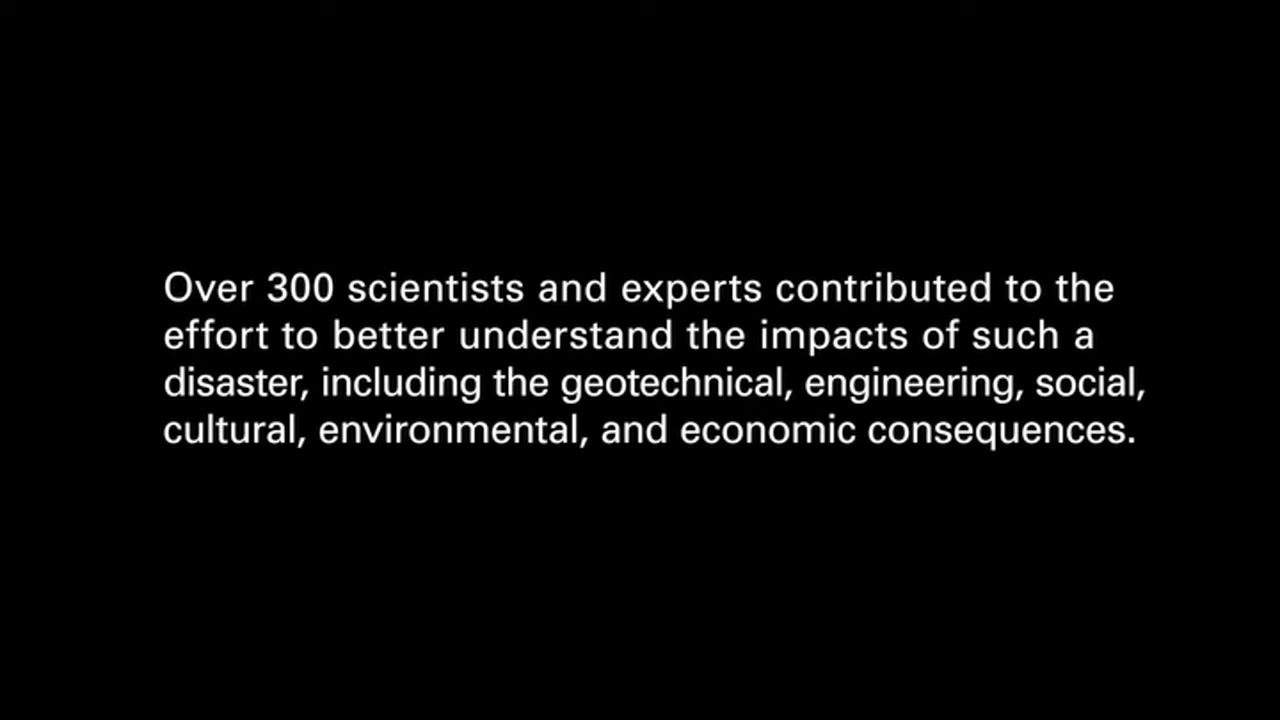 Over 300 scientists and experts contributed to the
effort to better understand the impacts of such a
disaster, including the geotechnical, engineering, social,
cultural, environmental, and economic consequences.